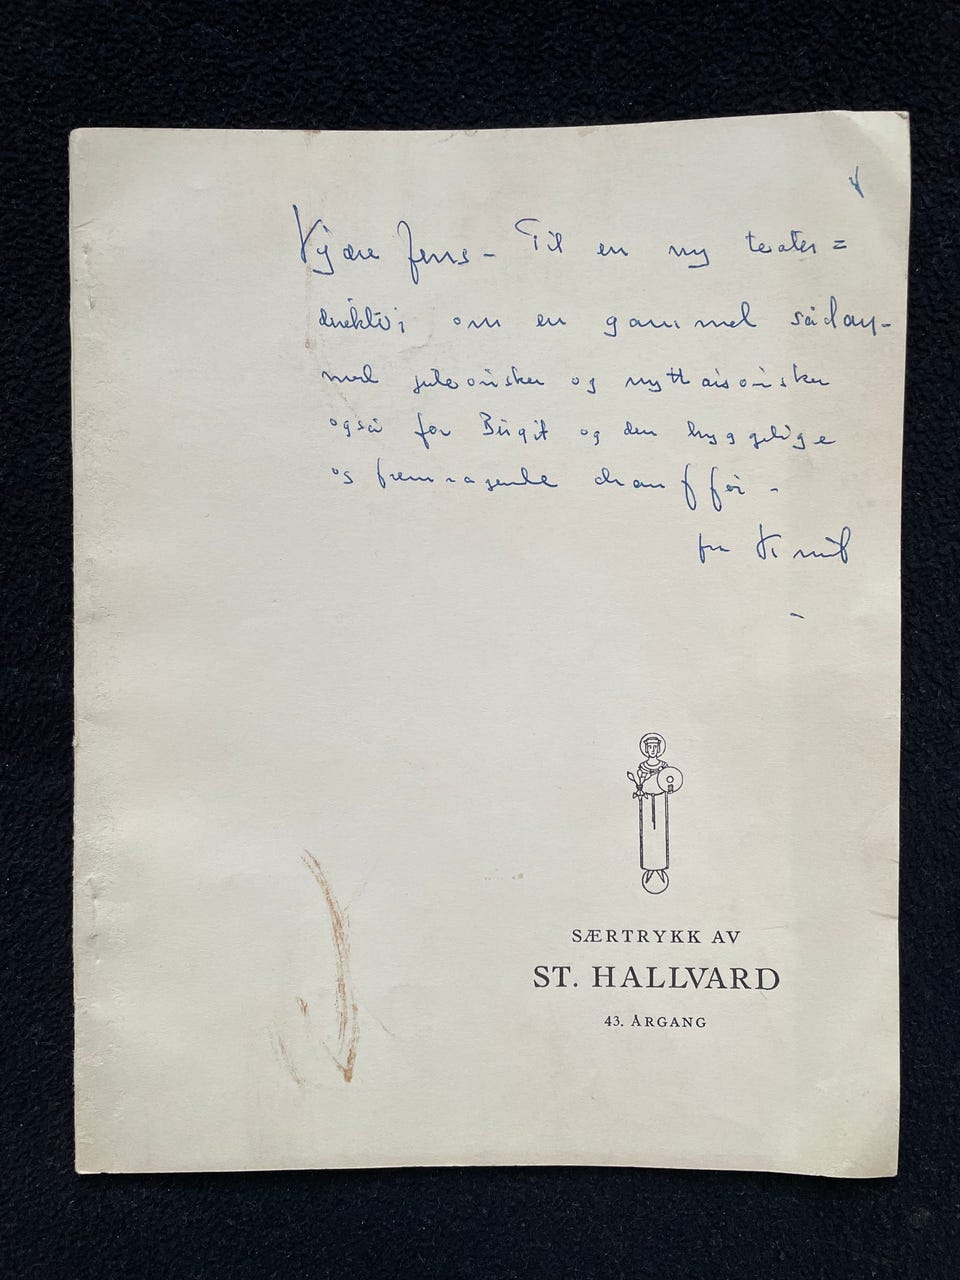 Kjære Jens - Til en ny teater=
direktør om en gammel sådan -
med juleønsker og nyttårsønsker
også for Birgit og den hyggelige
og fremragende
fra Knut
SÆRTRYKK AV
ST. HALLVARD
43. ÅRGANG